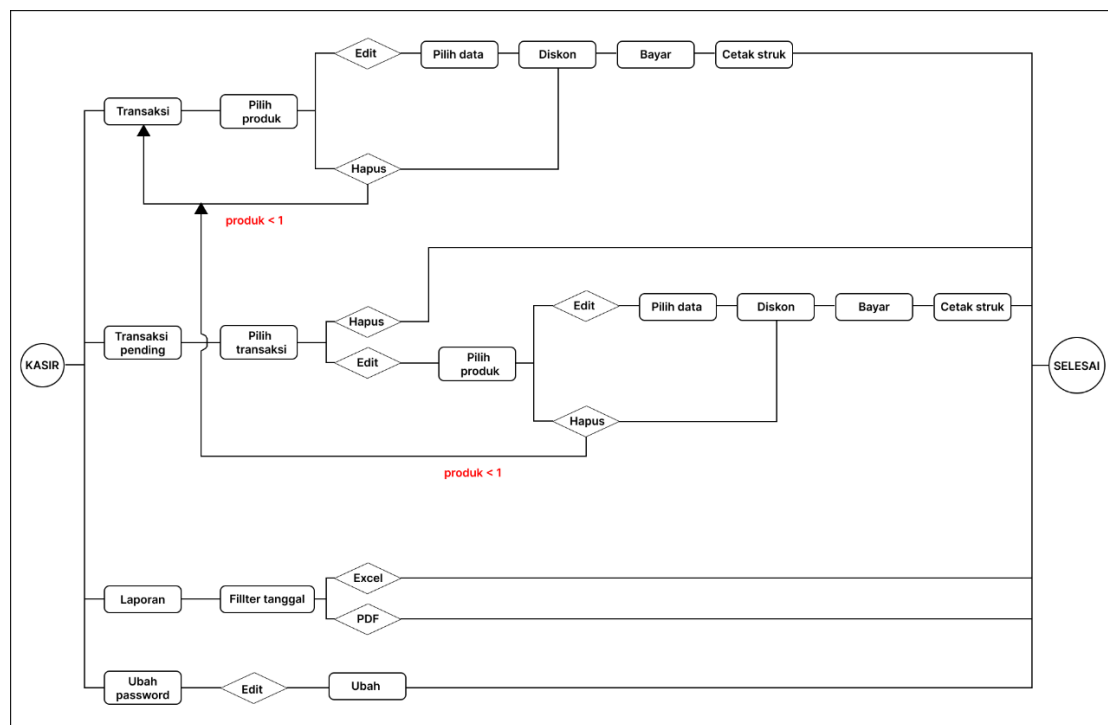 Edit
Pilih data
Diskon
Bayar
Cetak struk
Transaksi
Pilih
produk
Hapus
produk < 1
Edit
Pilih data
Diskon
Bayar
Cetak struk
Hapus
Transaksi
pending
Pilih
transaksi
Edit
Pilih
produk
KASIR
SELESAI
Hapus
produk < 1
Excel
Laporan
Fillter tanggal
PDF
Ubah
password
Edit
Ubah